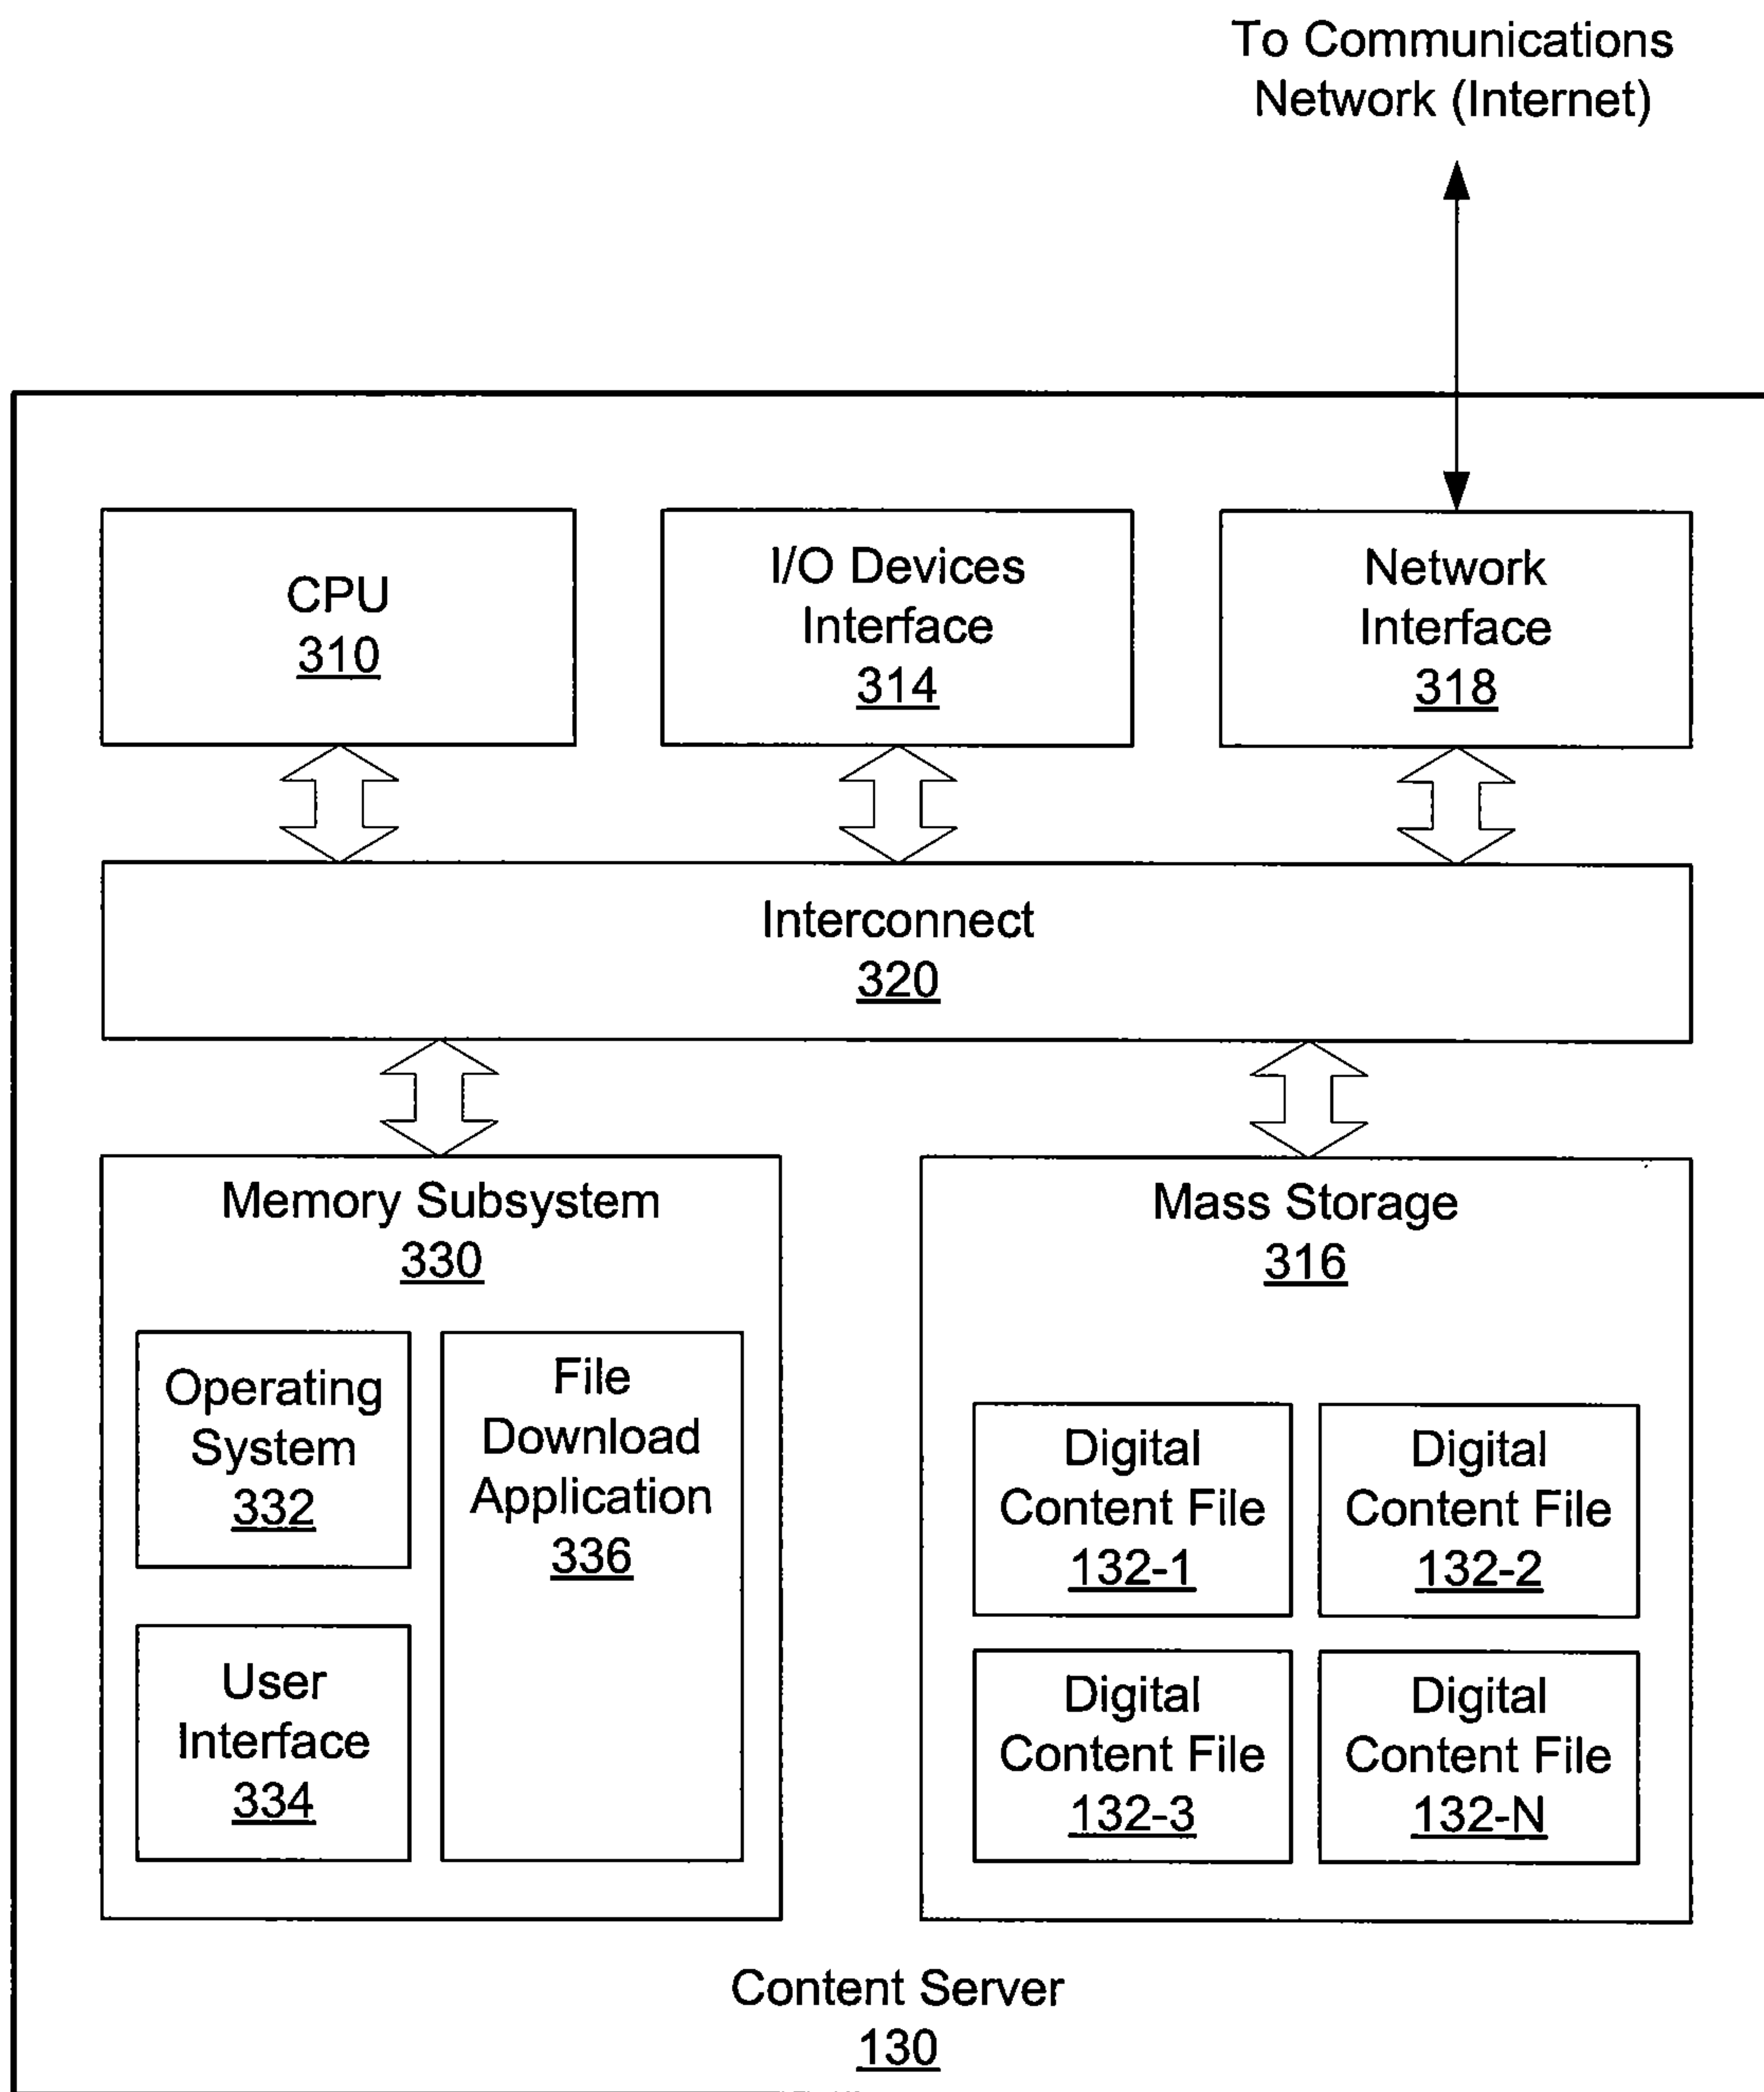 To Communications
Network (Internet)
CPU
310
I/O Devices
Interface
314
Network
Interface
318
Interconnect
320
Memory Subsystem
330
Operating
System
332
User
Interface
334
File
Download
Application
336
Mass Storage
316
Digital
Content File
132-1
Digital
Content File
132-2
Digital
Content File
132-3
Digital
Content File
132-N
Content Server
130